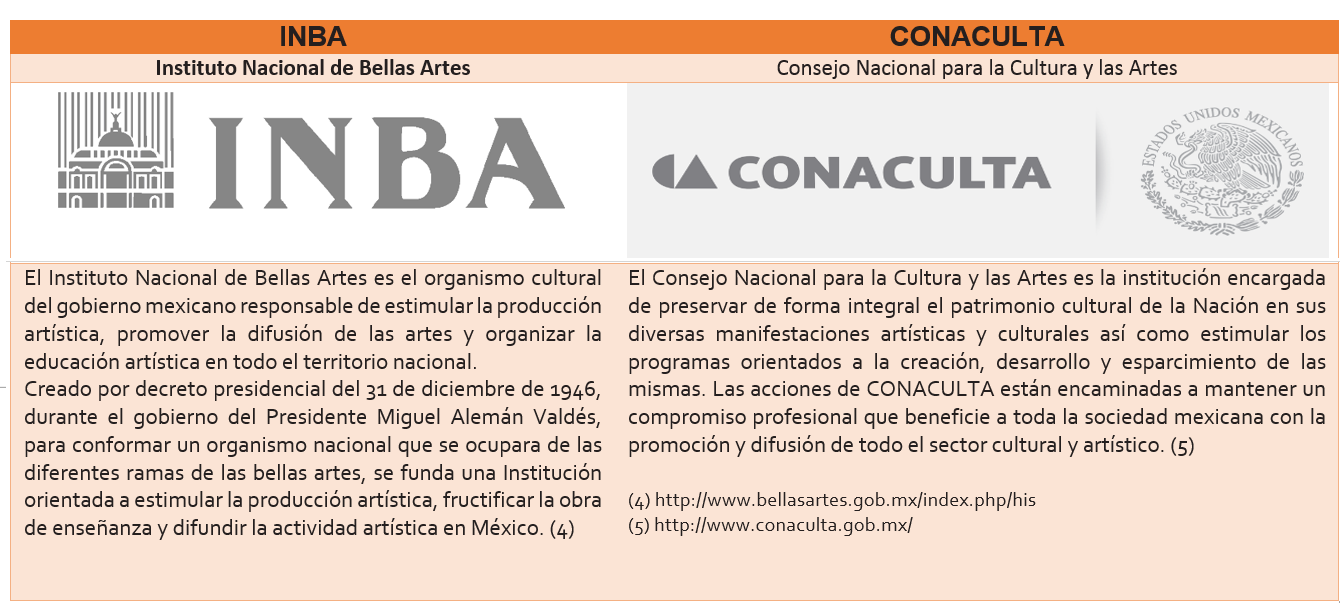 INBA
Instituto Nacional de Bellas Artes
INBA
El Instituto Nacional de Bellas Artes es el organismo cultural
del gobierno mexicano responsable de estimular la producción
artística, promover la difusión de las artes y organizar la
educación artística en todo el territorio nacional.
Creado por decreto presidencial del 31 de diciembre de 1946,
durante el gobierno del Presidente Miguel Alemán Valdés,
para conformar un organismo nacional que se ocupara de las
diferentes ramas de las bellas artes, se funda una Institución
orientada a estimular la producción artística, fructificar la obra
de enseñanza y difundir la actividad artística en México. (4)
CONACULTA
Consejo Nacional para la Cultura y las Artes
CONACULTA
ESTADOS UNIDOS MEXICANOS
El Consejo Nacional para la Cultura y las Artes es la institución encargada
de preservar de forma integral el patrimonio cultural de la Nación en sus
diversas manifestaciones artísticas y culturales así como estimular los
programas orientados a la creación, desarrollo y esparcimiento de las
mismas. Las acciones de CONACULTA están encaminadas a mantener un
compromiso profesional que beneficie a toda la sociedad mexicana con la
promoción y difusión de todo el sector cultural y artístico. (5)
(4) http://www.bellasartes.gob.mx/index.php/his
(5) http://www.conaculta.gob.mx/